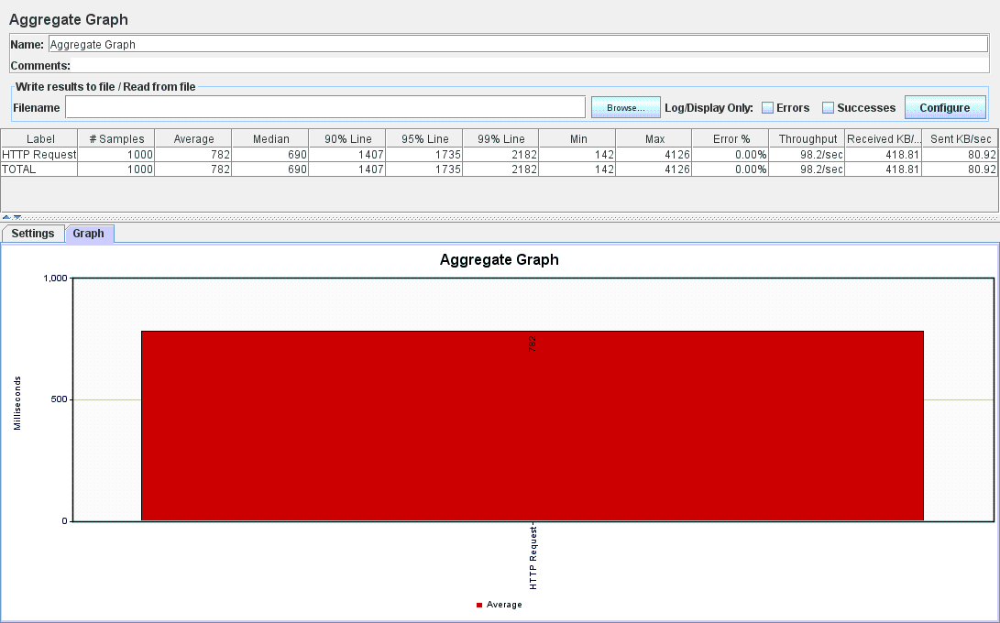 Aggregate Graph
Name: Aggregate Graph
Comments:
Write results to file / Read from file
Filename Browse... Log/Display Only: Errors Successes Configure
Label # Samples Average Median 90% Line 95% Line 99% Line Min Max Error % Throughput Received KB/... Sent KB/sec
HTTP Request 1000 782 690 1407 1735 2182 142 4126 0.00% 98.2/sec 418.81 80.92
TOTAL 1000 782 690 1407 1735 2182 142 4126 0.00% 98.2/sec 418.81 80.92
Settings Graph
Aggregate Graph
1,000
782
500
Milliseconds
0
HTTP Request
Average